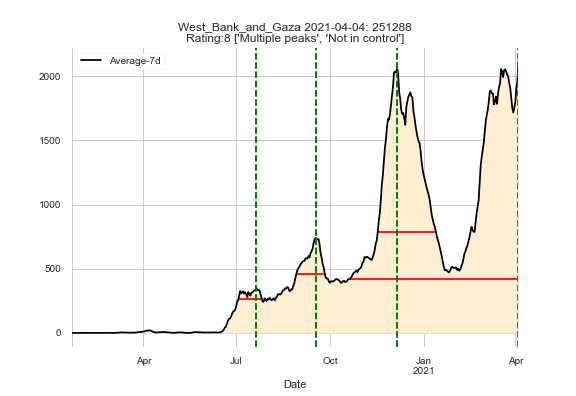 West_Bank_and_Gaza 2021-04-04: 251288
Rating:8 ['Multiple peaks', 'Not in control']
Average-7d
2000
1500
1000
500
0
Apr Jul Oct Jan Apr
2021
Date